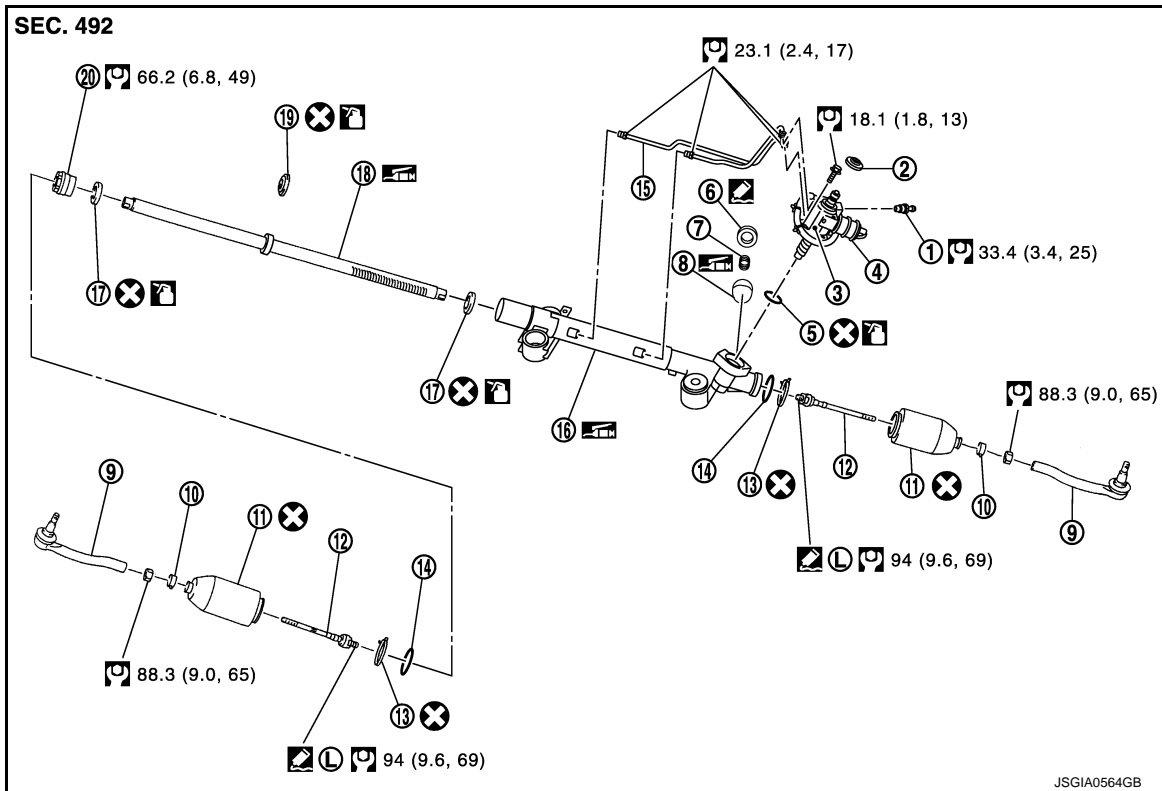 SEC. 492
23.1 (2.4, 17)
20 66.2 (6.8, 49)
18.1 (1.8, 13)
19
2
18
15
6
7
1 33.4 (3.4, 25)
8
4
3
17
5
17
88.3 (9.0, 65)
16
12
14
13
11
10
9
9
10
11
12
L 94 (9.6, 69)
14
88.3 (9.0, 65)
13
L 94 (9.6, 69)
JSGIA0564GB